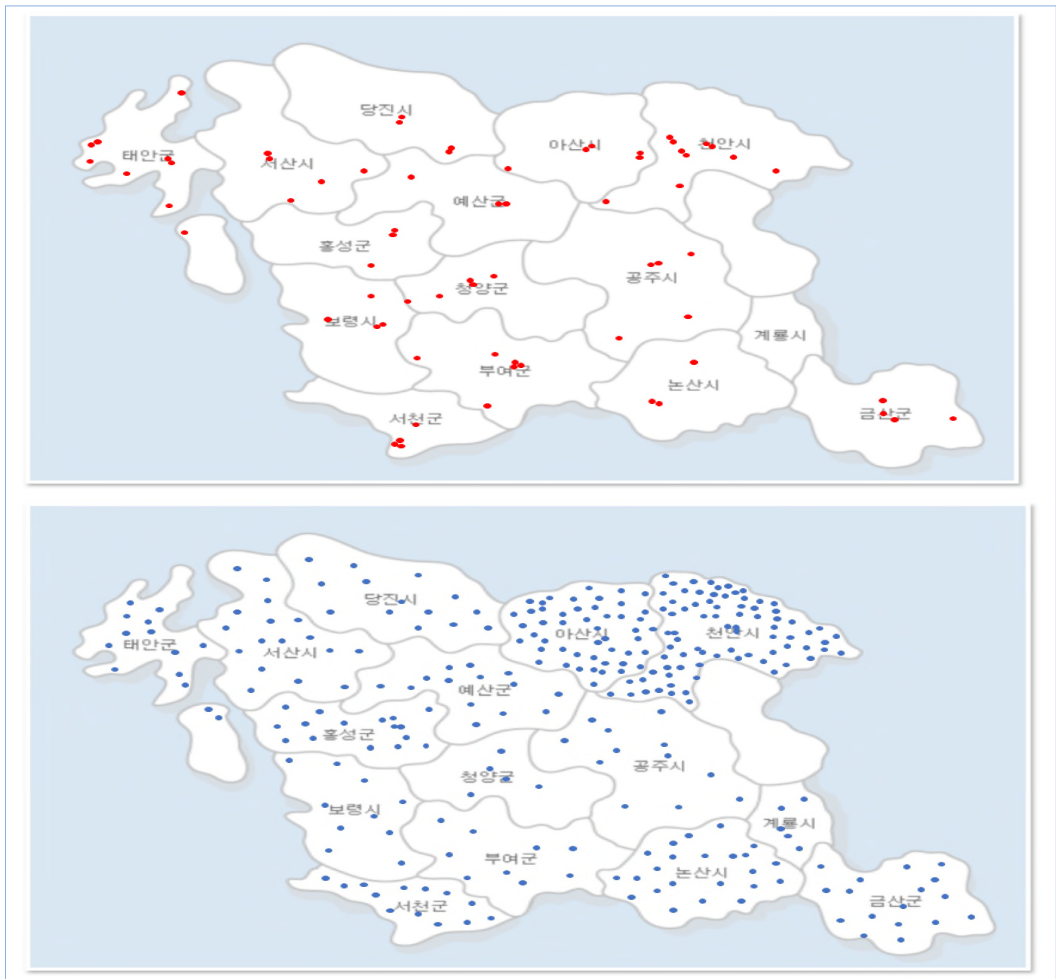 당진시
아산시
천안시
태안군
서산시
예산군
홍성군
공주시
청양군
보령시
계룡시
부여군
논산시
서천군
금산군
당진시
아산시
천안시
태안군
서산시
예산군
홍성군
공주시
청양군
보령시
계룡시
부여군
논산시
서천군
금산군